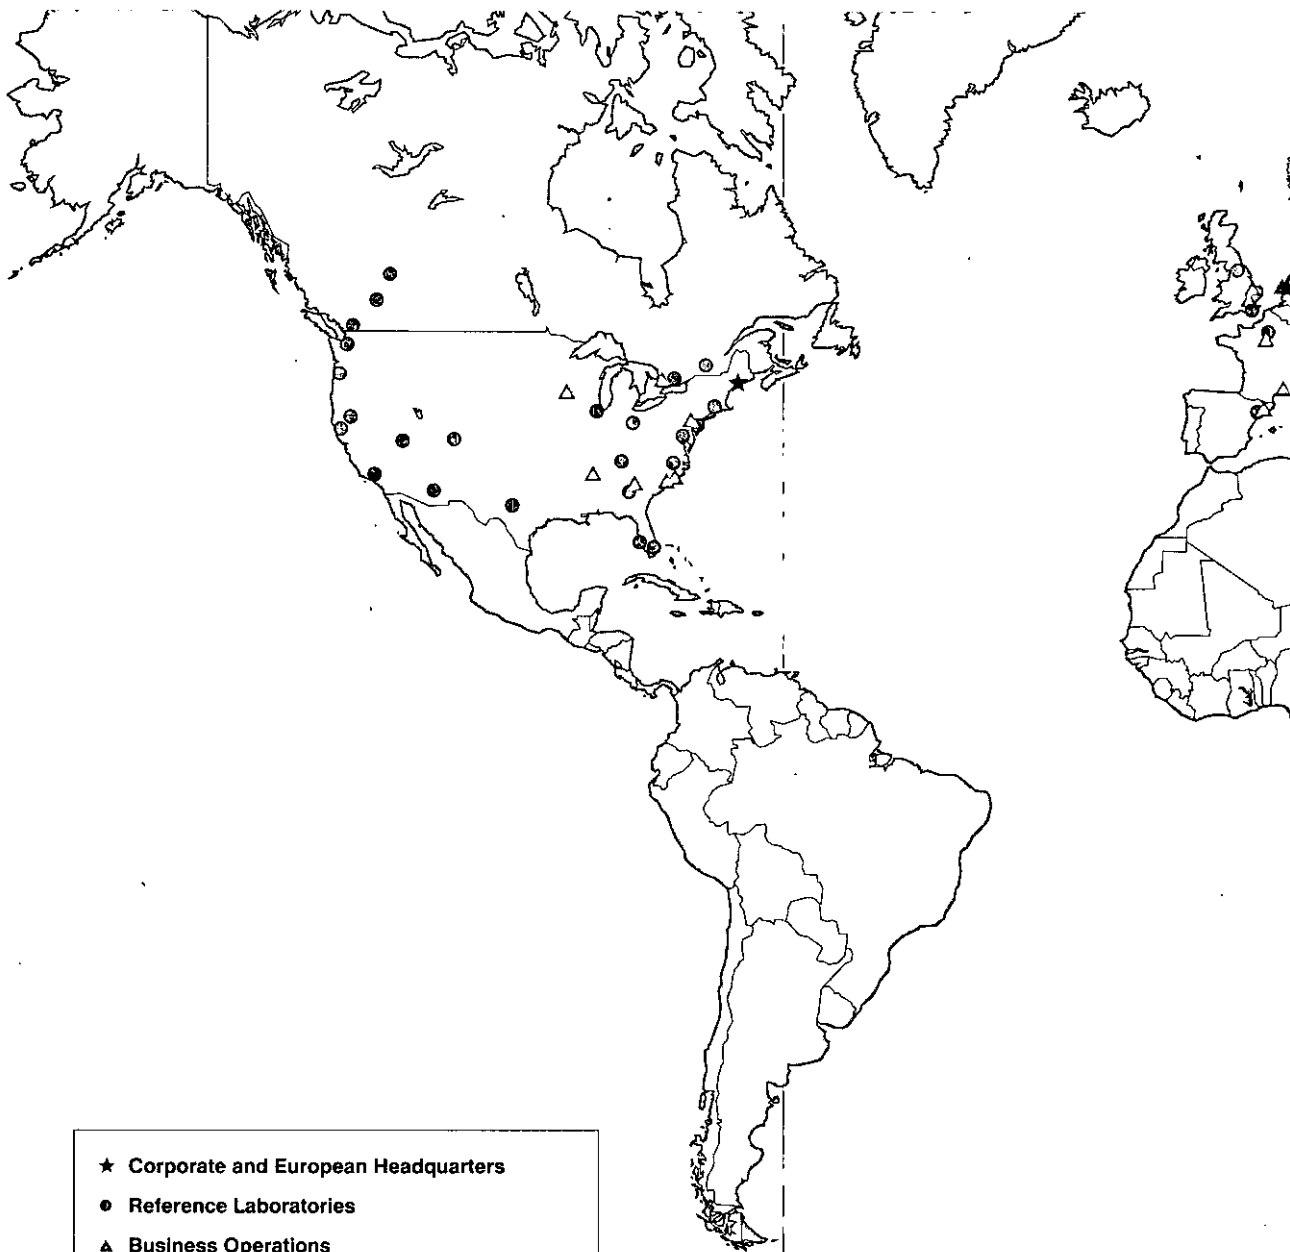 ★ Corporate and European Headquarters
Reference Laboratories
△ Business Operations